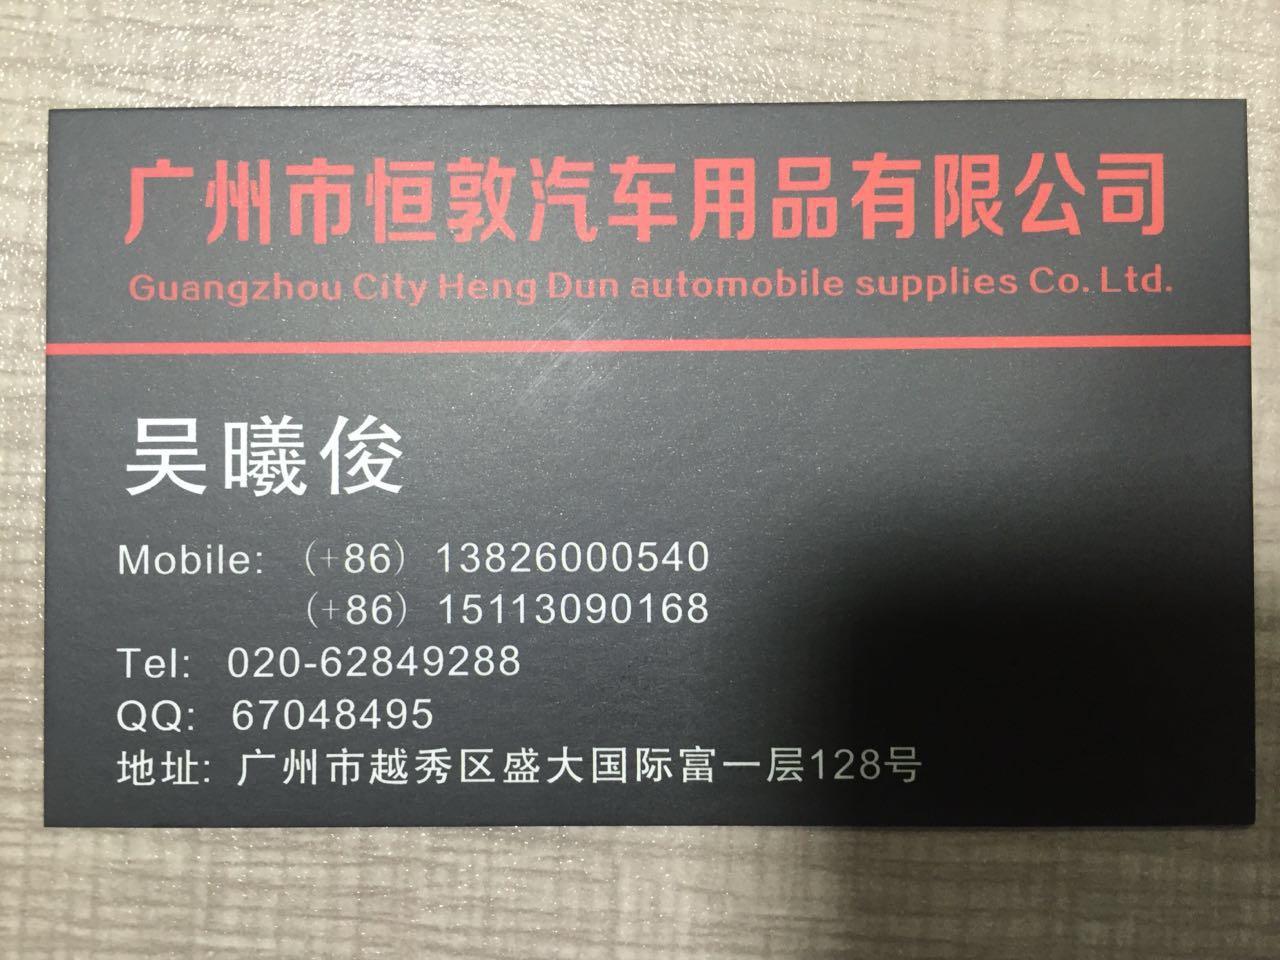 广州市恒敦汽车用品有限公司
Guangzhou City Heng Dun automobile supplies Co. Ltd.
吴曦俊
Mobile: (+86) 13826000540
(+86) 15113090168
Tel: 020-62849288
QQ: 67048495
地址: 广州市越秀区盛大国际富一层128号